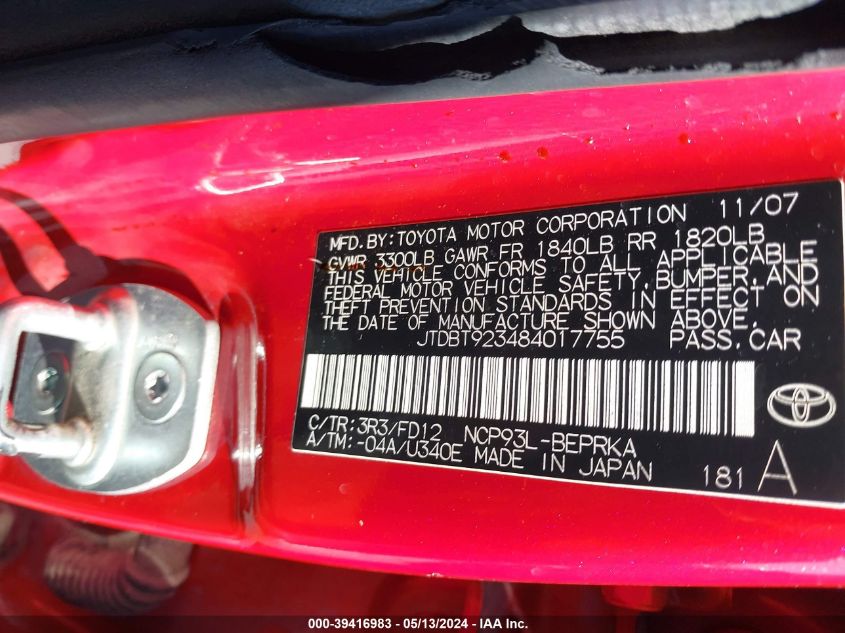 MFD. BY: TOYOTA MOTOR CORPORATION 11/07
GVWR 3300LB GAWR FR 1840LB RR 1820LB
THIS VEHICLE CONFORMS TO ALL APPLICABLE
FEDERAL MOTOR VEHICLE SAFETY, BUMPER, AND
THEFT PREVENTION STANDARDS IN EFFECT ON
THE DATE OF MANUFACTURE SHOWN ABOVE.
JTDBT923484017755 PASS. CAR
C/TR: 3R3/FD12 NCP93L-BEPRKA
A/TM: -04A/U340E MADE IN JAPAN 181 A
000-39416983 - 05/13/2024 - IAA Inc.